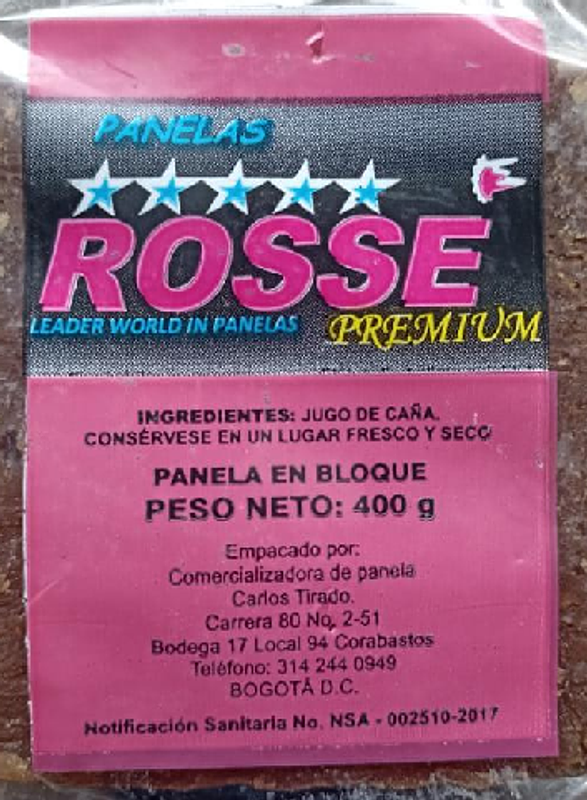 PANELAS
ROSSE
LEADER WORLD IN PANELAS
PREMIUM
INGREDIENTES: JUGO DE CAÑA.
CONSÉRVESE EN UN LUGAR FRESCO Y SECO
PANELA EN BLOQUE
PESO NETO: 400 g
Empacado por:
Comercializadora de panela
Carlos Tirado.
Carrera 80 No. 2-51
Bodega 17 Local 94 Corabastos
Teléfono: 314 244 0949
BOGOTÁ D.C.
Notificación Sanitaria No. NSA - 002510-2017